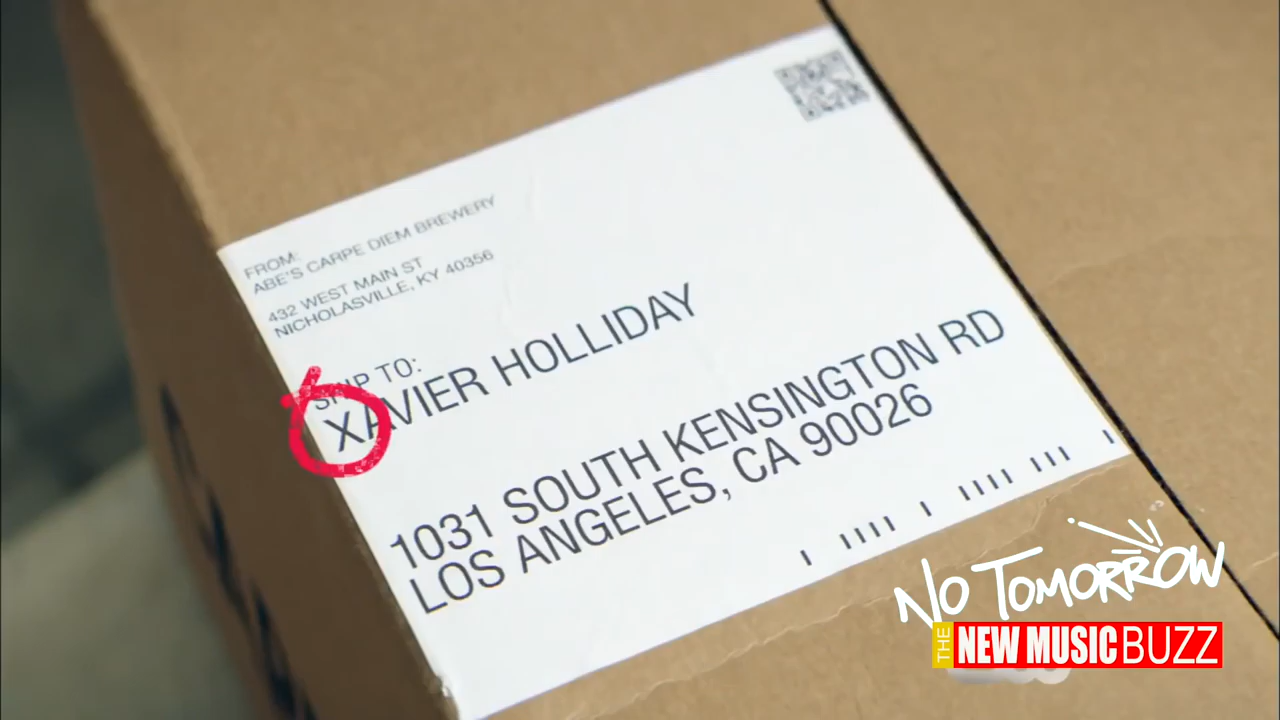 FROM:
ABE'S CARPE DIEM BREWERY
432 WEST MAIN ST
NICHOLASVILLE, KY 40356
SHIP TO:
XAVIER HOLLIDAY
1031 SOUTH KENSINGTON RD
LOS ANGELES, CA 90026
NO TOMORROW
THE NEW MUSIC BUZZ